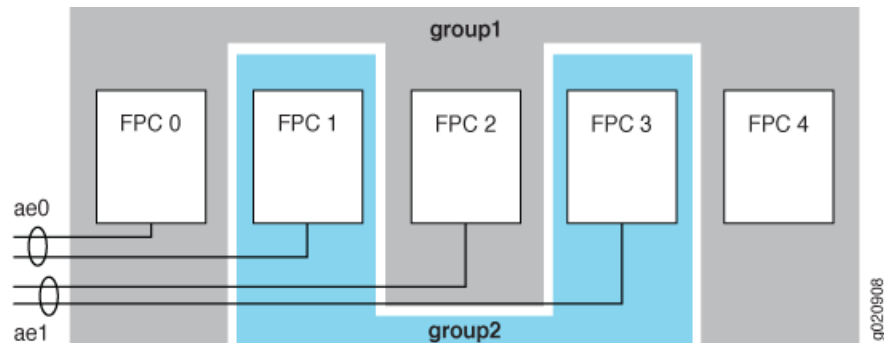 group1
FPC 0
FPC 1
FPC 2
FPC 3
FPC 4
ae0
ae1
group2
g020908